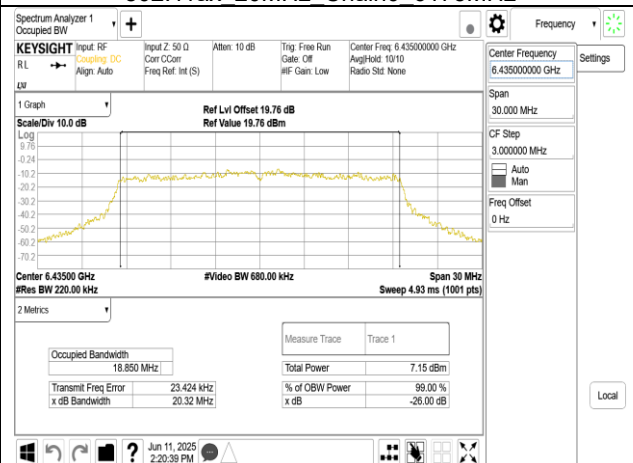 Spectrum Analyzer 1
Occupied BW
Frequency
KEYSIGHT
RL
LXI
Input: RF
Coupling: DC
Align: Auto
Input Z: 50 Ω
Corr CCorr
Freq Ref: Int (S)
Atten: 10 dB
Trig: Free Run
Gate: Off
#IF Gain: Low
Center Freq: 6.435000000 GHz
Avg|Hold: 10/10
Radio Std: None
Center Frequency
6.435000000 GHz
Settings
Span
30.000 MHz
CF Step
3.000000 MHz
Auto
Man
Freq Offset
0 Hz
1 Graph
Scale/Div 10.0 dB
Ref Lvl Offset 19.76 dB
Ref Value 19.76 dBm
Log
9.76
-0.24
-10.2
-20.2
-30.2
-40.2
-50.2
-60.2
-70.2
Center 6.43500 GHz
#Video BW 680.00 kHz
Span 30 MHz
#Res BW 220.00 kHz
Sweep 4.93 ms (1001 pts)
2 Metrics
Measure Trace
Trace 1
Occupied Bandwidth
18.850 MHz
Total Power
7.15 dBm
Transmit Freq Error
23.424 kHz
% of OBW Power
99.00 %
x dB Bandwidth
20.32 MHz
x dB
-26.00 dB
Local
?
Jun 11, 2025
2:20:39 PM